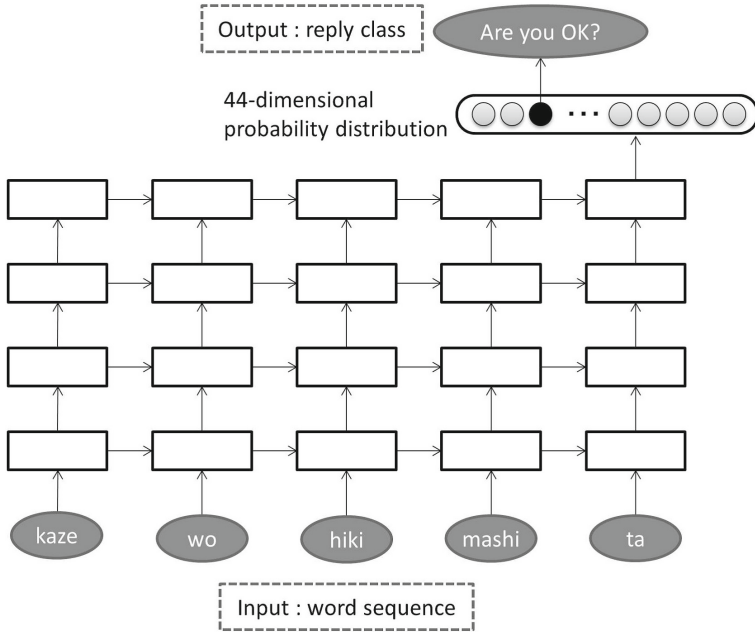 Output : reply class
Are you OK?
44-dimensional
probability distribution
...
kaze
wo
hiki
mashi
ta
Input : word sequence